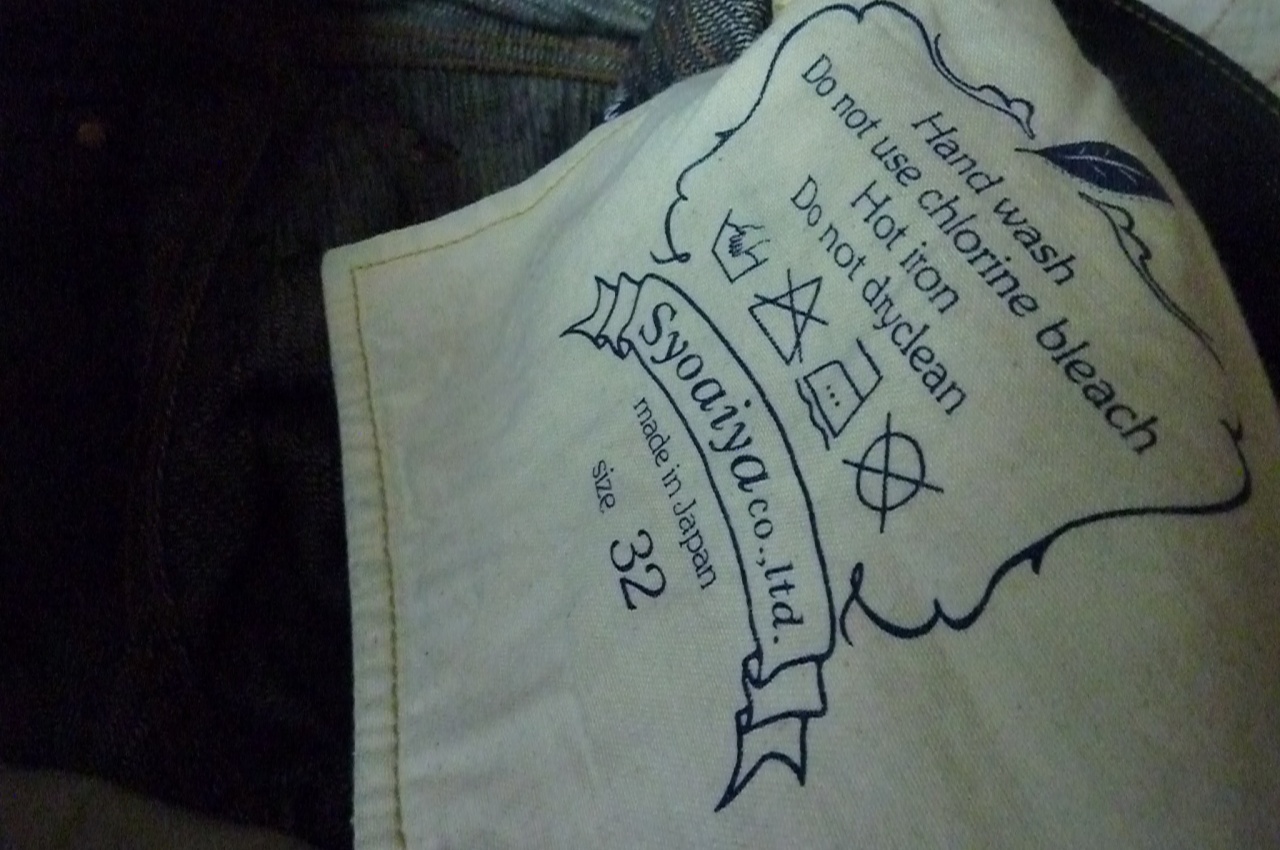 Hand wash
Do not use chlorine bleach
Hot iron
Do not dryclean
Syoaiya co.,ltd.
made in Japan
size 32